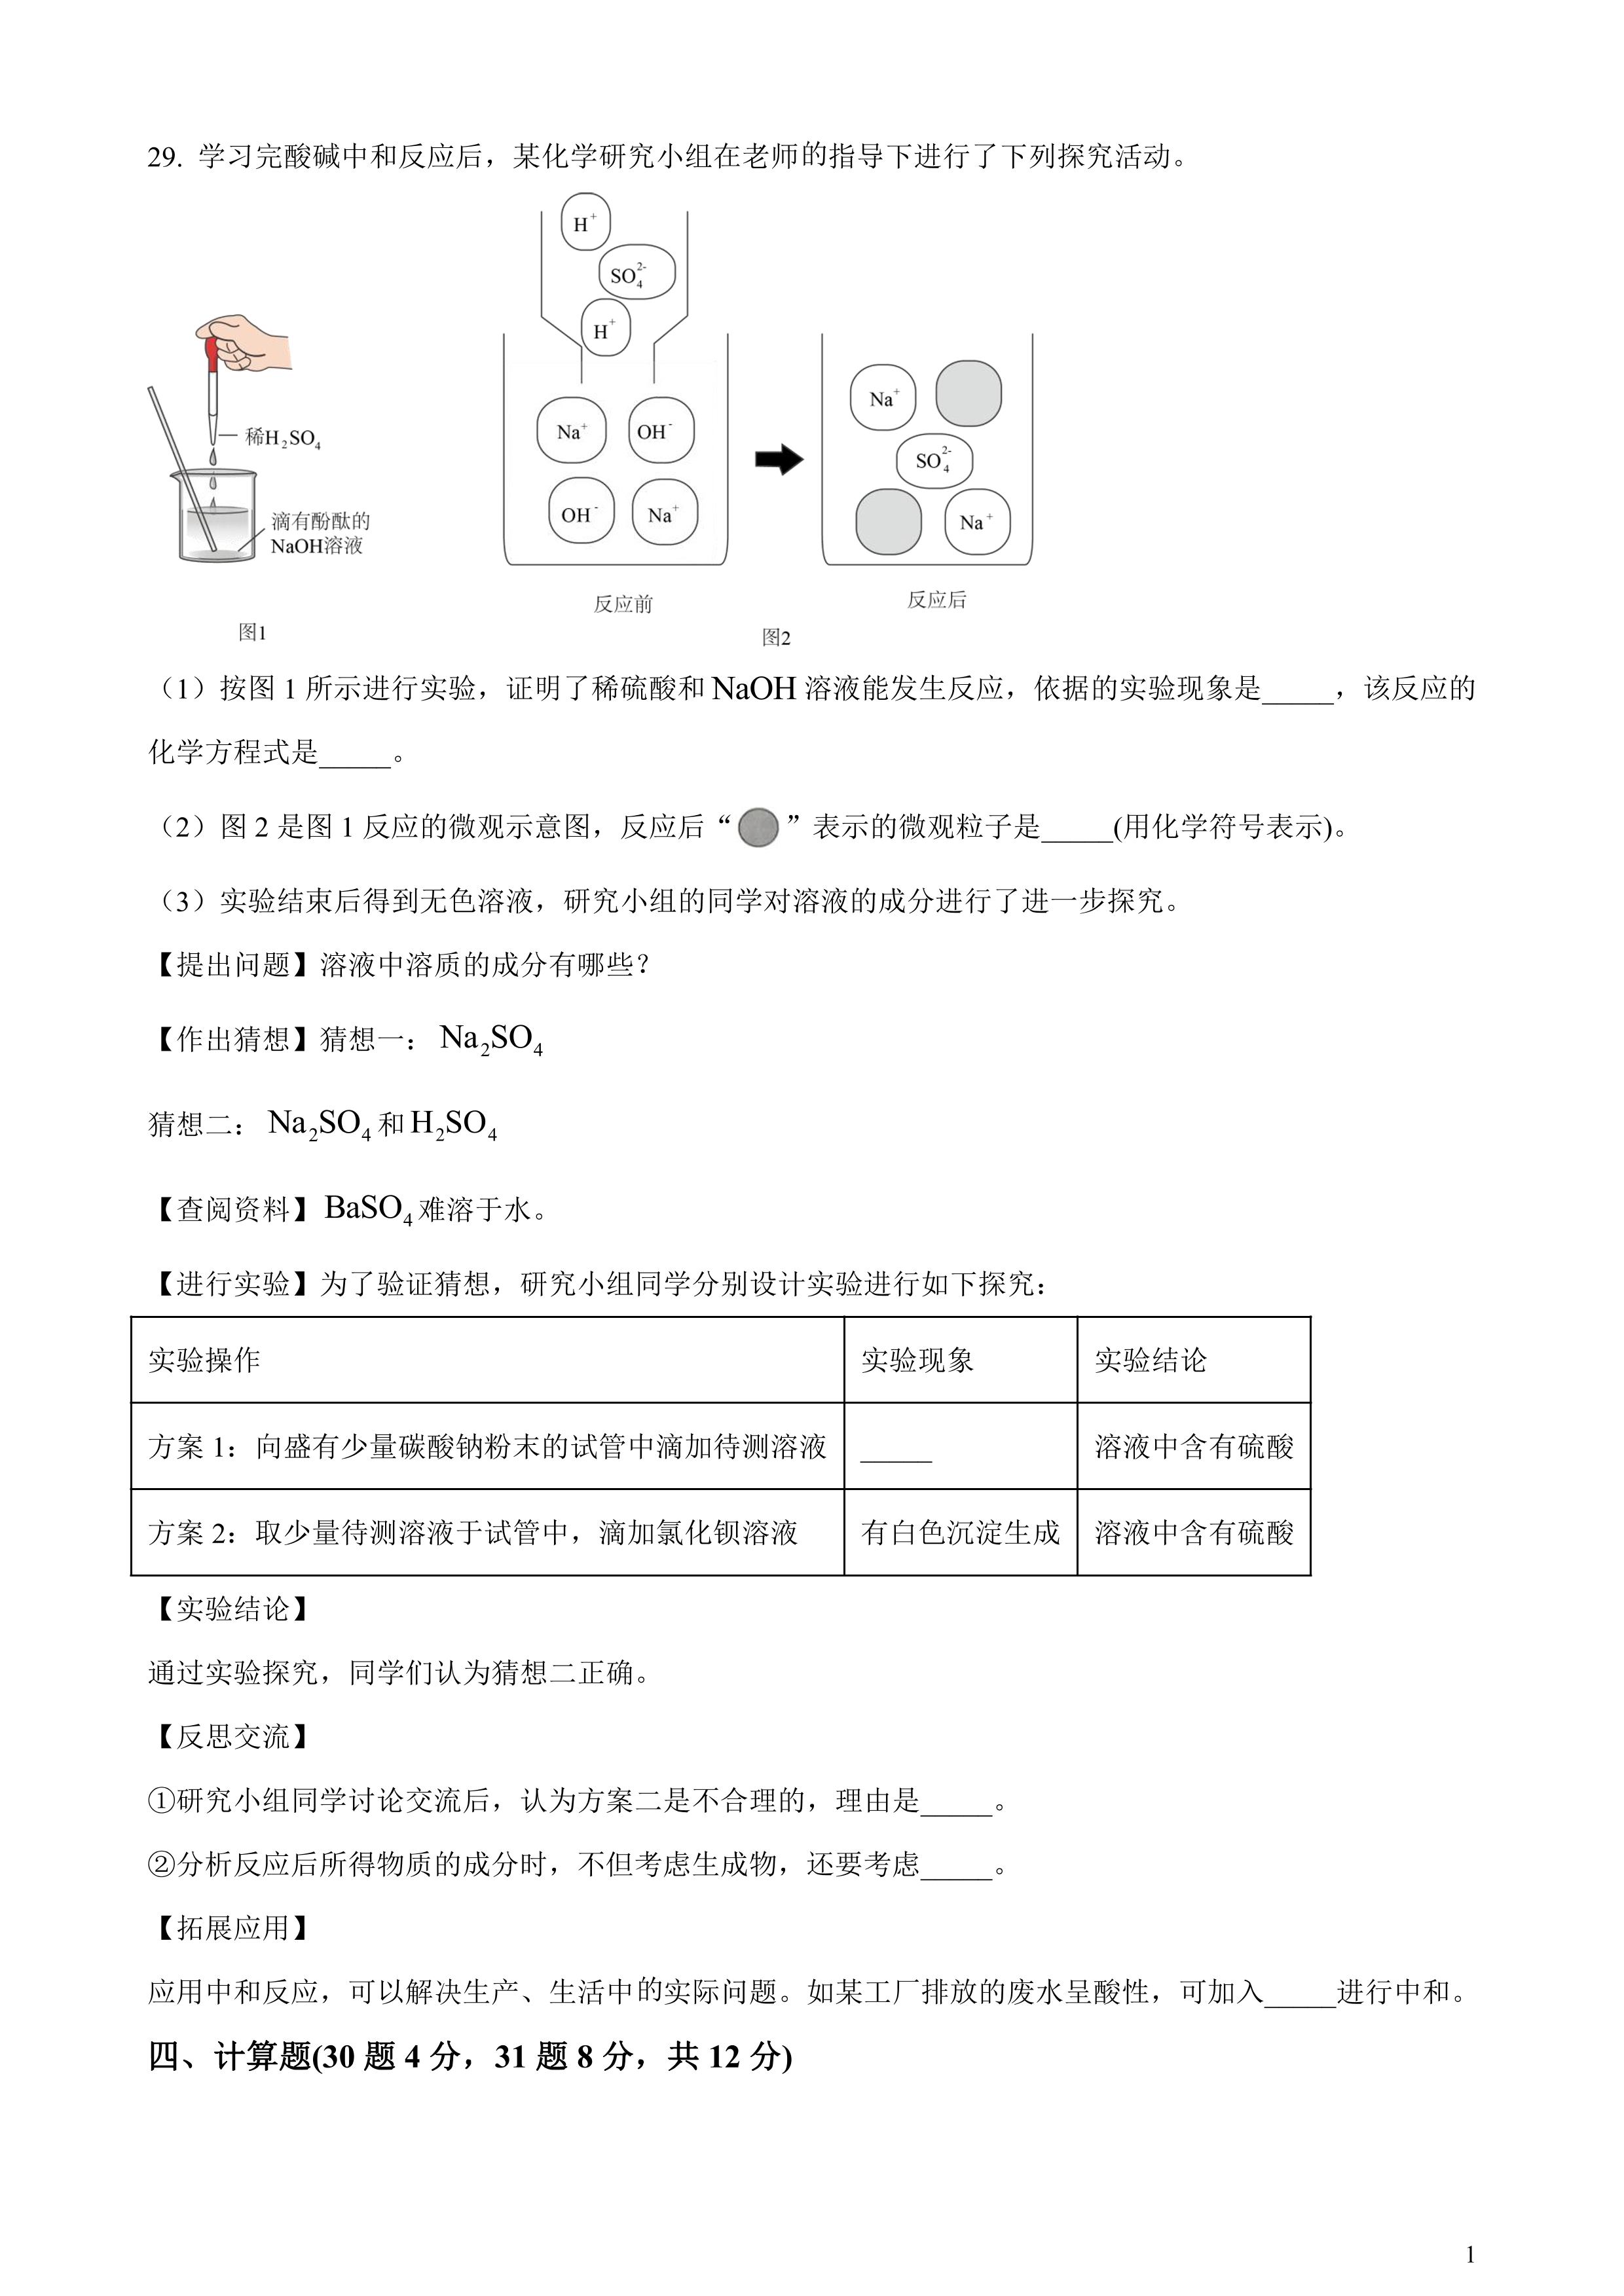 29. 学习完酸碱中和反应后，某化学研究小组在老师的指导下进行了下列探究活动。
稀H₂SO₄
滴有酚酞的
NaOH溶液
图1
H⁺
SO₄²⁻
H⁺
Na⁺ OH⁻
OH⁻ Na⁺
反应前
Na⁺
SO₄²⁻
Na⁺
反应后
图2
（1）按图 1 所示进行实验，证明了稀硫酸和 NaOH 溶液能发生反应，依据的实验现象是_____，该反应的
化学方程式是_____。
（2）图 2 是图 1 反应的微观示意图，反应后“ ”表示的微观粒子是_____(用化学符号表示)。
（3）实验结束后得到无色溶液，研究小组的同学对溶液的成分进行了进一步探究。
【提出问题】溶液中溶质的成分有哪些？
【作出猜想】猜想一：Na₂SO₄
猜想二：Na₂SO₄和H₂SO₄
【查阅资料】BaSO₄难溶于水。
【进行实验】为了验证猜想，研究小组同学分别设计实验进行如下探究：
实验操作 实验现象 实验结论
方案 1：向盛有少量碳酸钠粉末的试管中滴加待测溶液 _____ 溶液中含有硫酸
方案 2：取少量待测溶液于试管中，滴加氯化钡溶液 有白色沉淀生成 溶液中含有硫酸
【实验结论】
通过实验探究，同学们认为猜想二正确。
【反思交流】
①研究小组同学讨论交流后，认为方案二是不合理的，理由是_____。
②分析反应后所得物质的成分时，不但考虑生成物，还要考虑_____。
【拓展应用】
应用中和反应，可以解决生产、生活中的实际问题。如某工厂排放的废水呈酸性，可加入_____进行中和。
四、计算题(30 题 4 分，31 题 8 分，共 12 分)
1